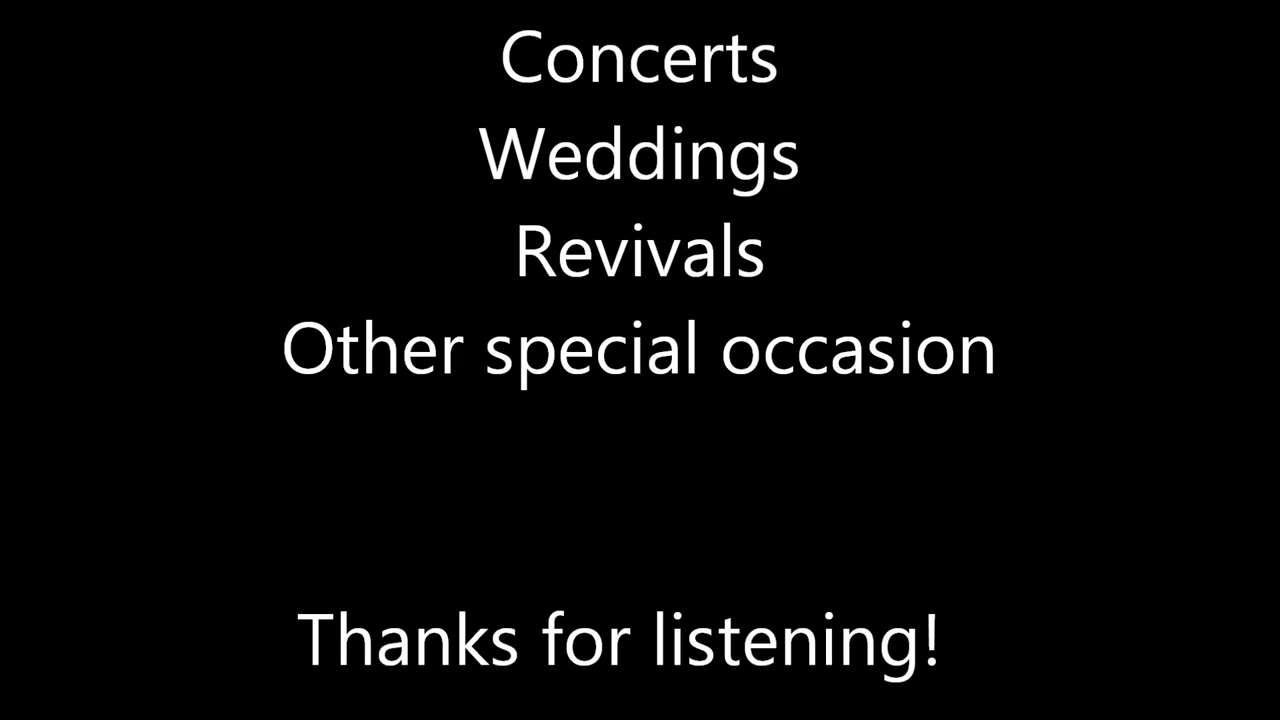 Concerts
Weddings
Revivals
Other special occasion
Thanks for listening!